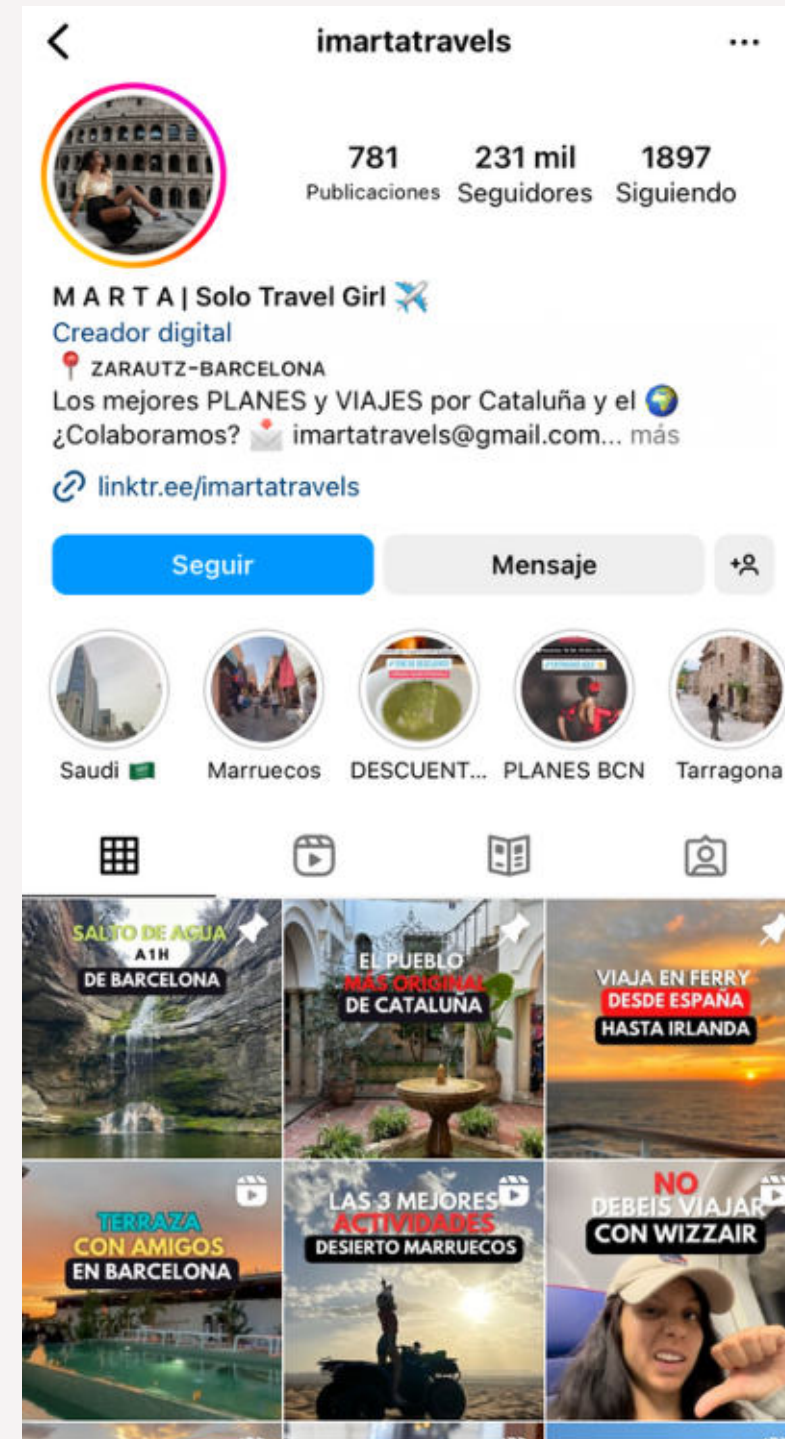 imartatravels
781 231 mil 1897
Publicaciones Seguidores Siguiendo
M A R T A | Solo Travel Girl ✈️
Creador digital
📍 ZARAUTZ-BARCELONA
Los mejores PLANES y VIAJES por Cataluña y el 🌍
¿Colaboramos? 📩 imartatravels@gmail.com... más
linktr.ee/imartatravels
Seguir Mensaje
Saudi 🇸🇦 Marruecos DESCUENT... PLANES BCN Tarragona
SALTO DE AGUA
A 1H
DE BARCELONA
EL PUEBLO
MÁS ORIGINAL
DE CATALUÑA
VIAJA EN FERRY
DESDE ESPAÑA
HASTA IRLANDA
TERRAZA
CON AMIGOS
EN BARCELONA
LAS 3 MEJORES
ACTIVIDADES
DESIERTO MARRUECOS
NO
DEBEIS VIAJAR
CON WIZZAIR